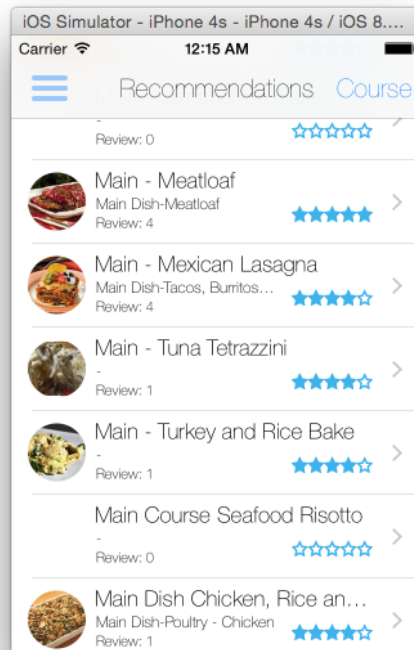 iOS Simulator - iPhone 4s - iPhone 4s / iOS 8....
Carrier 12:15 AM
Recommendations Course
-
Review: 0
Main - Meatloaf
Main Dish-Meatloaf
Review: 4
Main - Mexican Lasagna
Main Dish-Tacos, Burritos...
Review: 4
Main - Tuna Tetrazzini
-
Review: 1
Main - Turkey and Rice Bake
-
Review: 1
Main Course Seafood Risotto
-
Review: 0
Main Dish Chicken, Rice an...
Main Dish-Poultry - Chicken
Review: 1